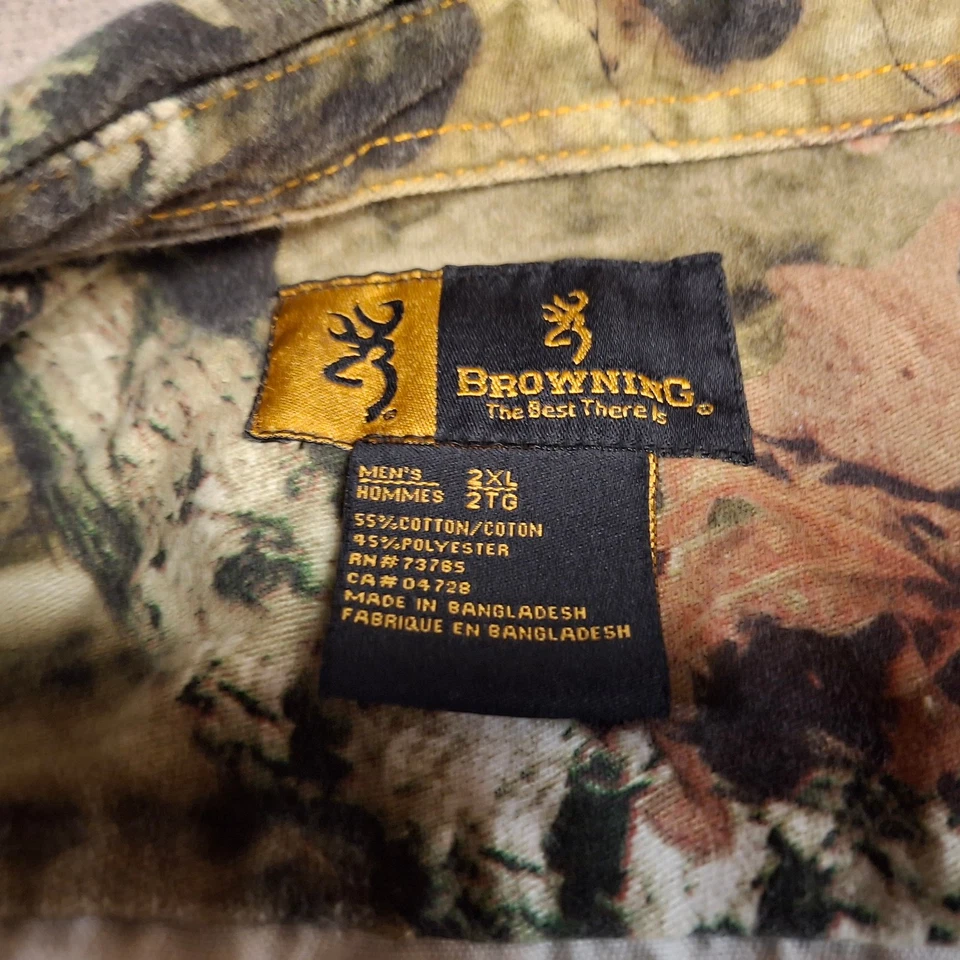 BROWNING®
The Best There Is
MEN'S 2XL
HOMMES 2TG
55% COTTON/COTON
45% POLYESTER
RN# 73785
CA# 04728
MADE IN BANGLADESH
FABRIQUE EN BANGLADESH